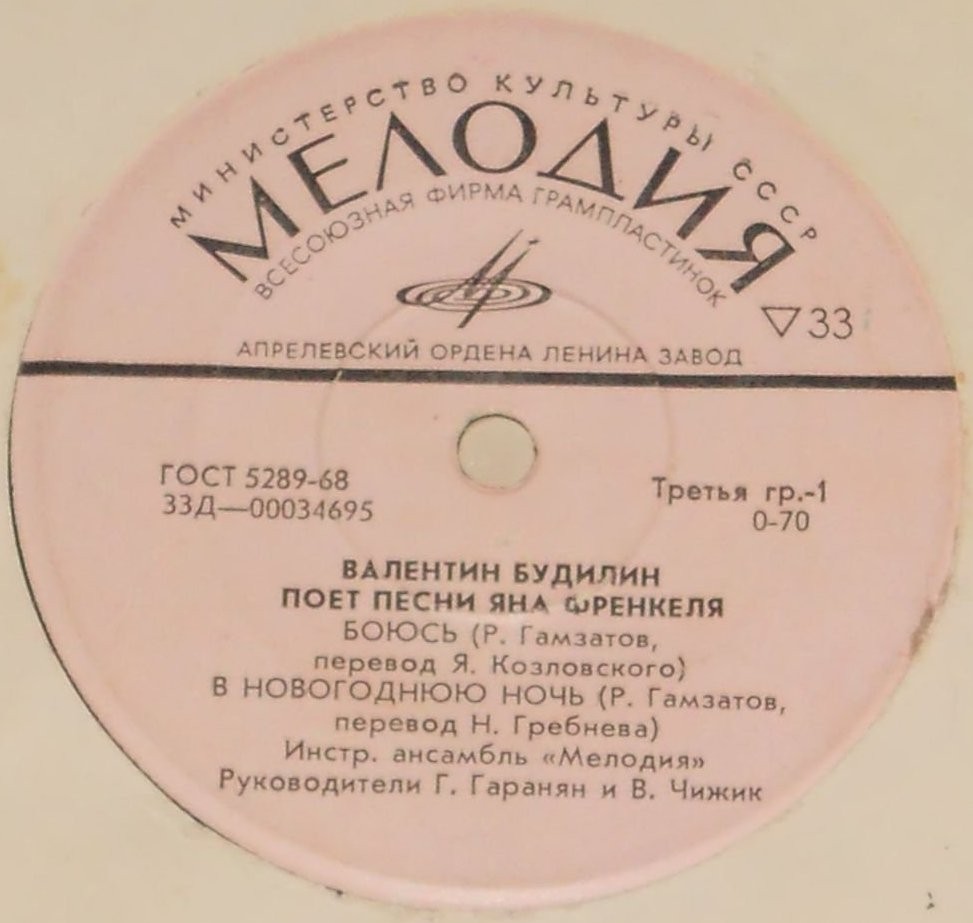 МИНИСТЕРСТВО КУЛЬТУРЫ СССР
МЕЛОДИЯ
ВСЕСОЮЗНАЯ ФИРМА ГРАМПЛАСТИНОК
▽33
АПРЕЛЕВСКИЙ ОРДЕНА ЛЕНИНА ЗАВОД
ГОСТ 5289-68
33Д—00034695
Третья гр.-1
0-70
ВАЛЕНТИН БУДИЛИН
ПОЕТ ПЕСНИ ЯНА ФРЕНКЕЛЯ
БОЮСЬ (Р. Гамзатов,
перевод Я. Козловского)
В НОВОГОДНЮЮ НОЧЬ (Р. Гамзатов,
перевод Н. Гребнева)
Инстр. ансамбль «Мелодия»
Руководители Г. Гаранян и В. Чижик